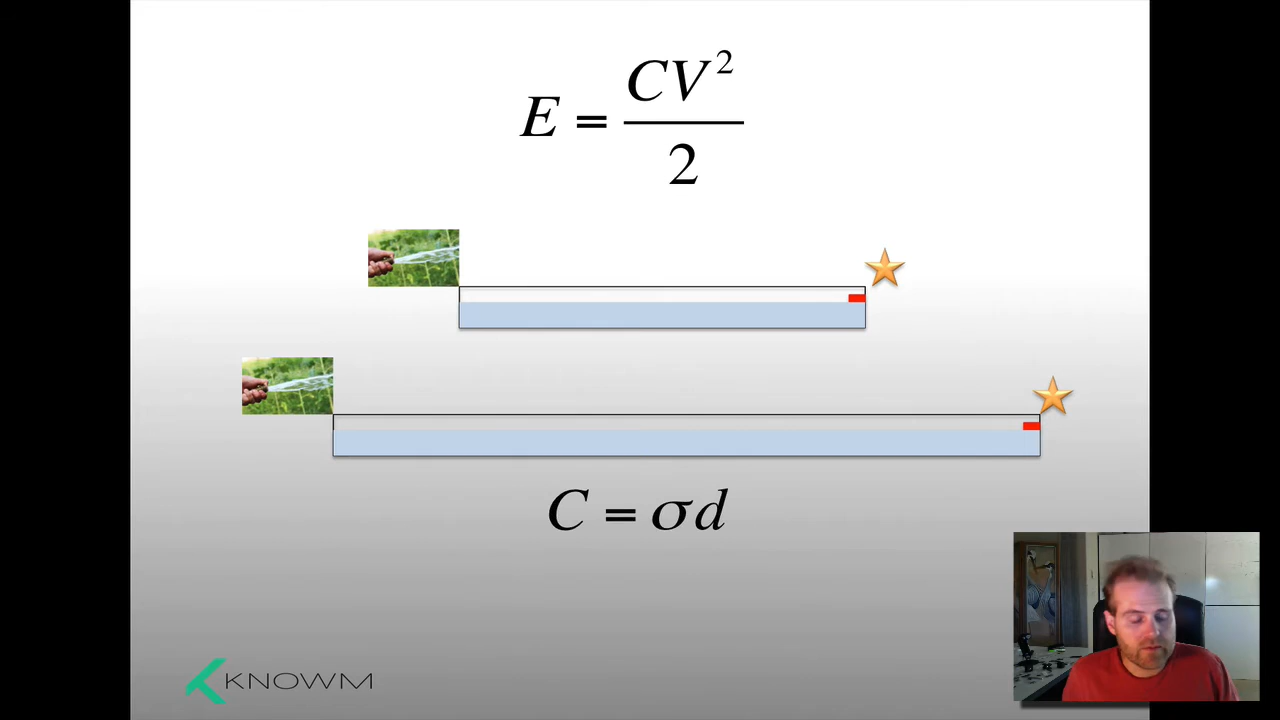 E = CV²/2
C = σd
KNOWM